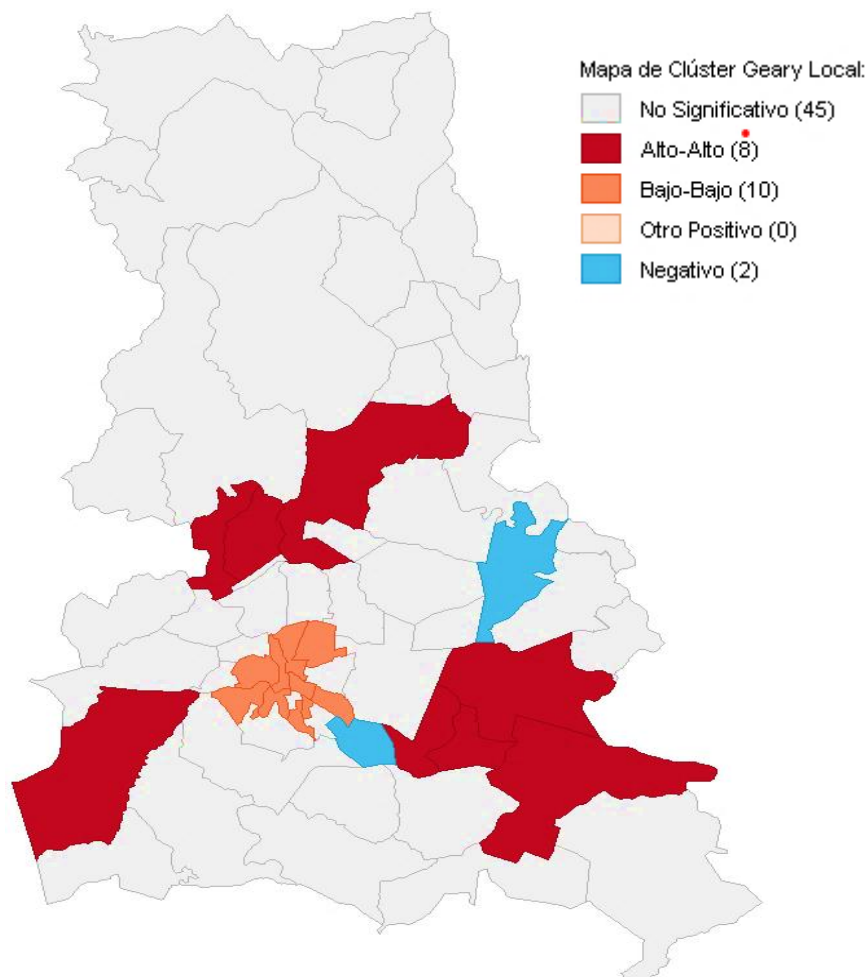 Mapa de Clúster Geary Local:
No Significativo (45)
Alto-Alto (8)
Bajo-Bajo (10)
Otro Positivo (0)
Negativo (2)